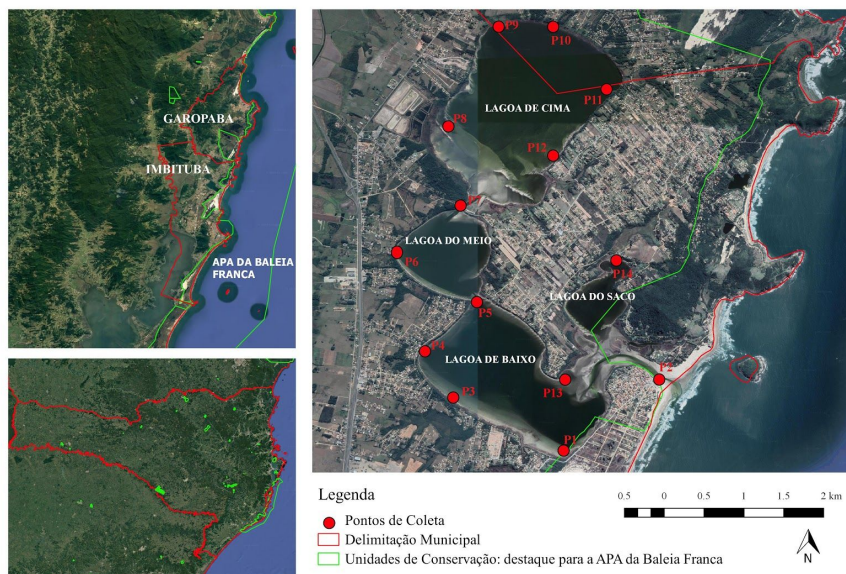 GAROPABA
IMBITUBA
APA DA BALEIA
FRANCA
P9
P10
LAGOA DE CIMA
P11
P8
P12
P7
LAGOA DO MEIO
P6
P14
LAGOA DO SACO
P5
P4
LAGOA DE BAIXO
P13
P2
P3
P1
Legenda
Pontos de Coleta
Delimitação Municipal
Unidades de Conservação: destaque para a APA da Baleia Franca
0.5 0 0.5 1 1.5 2 km
N